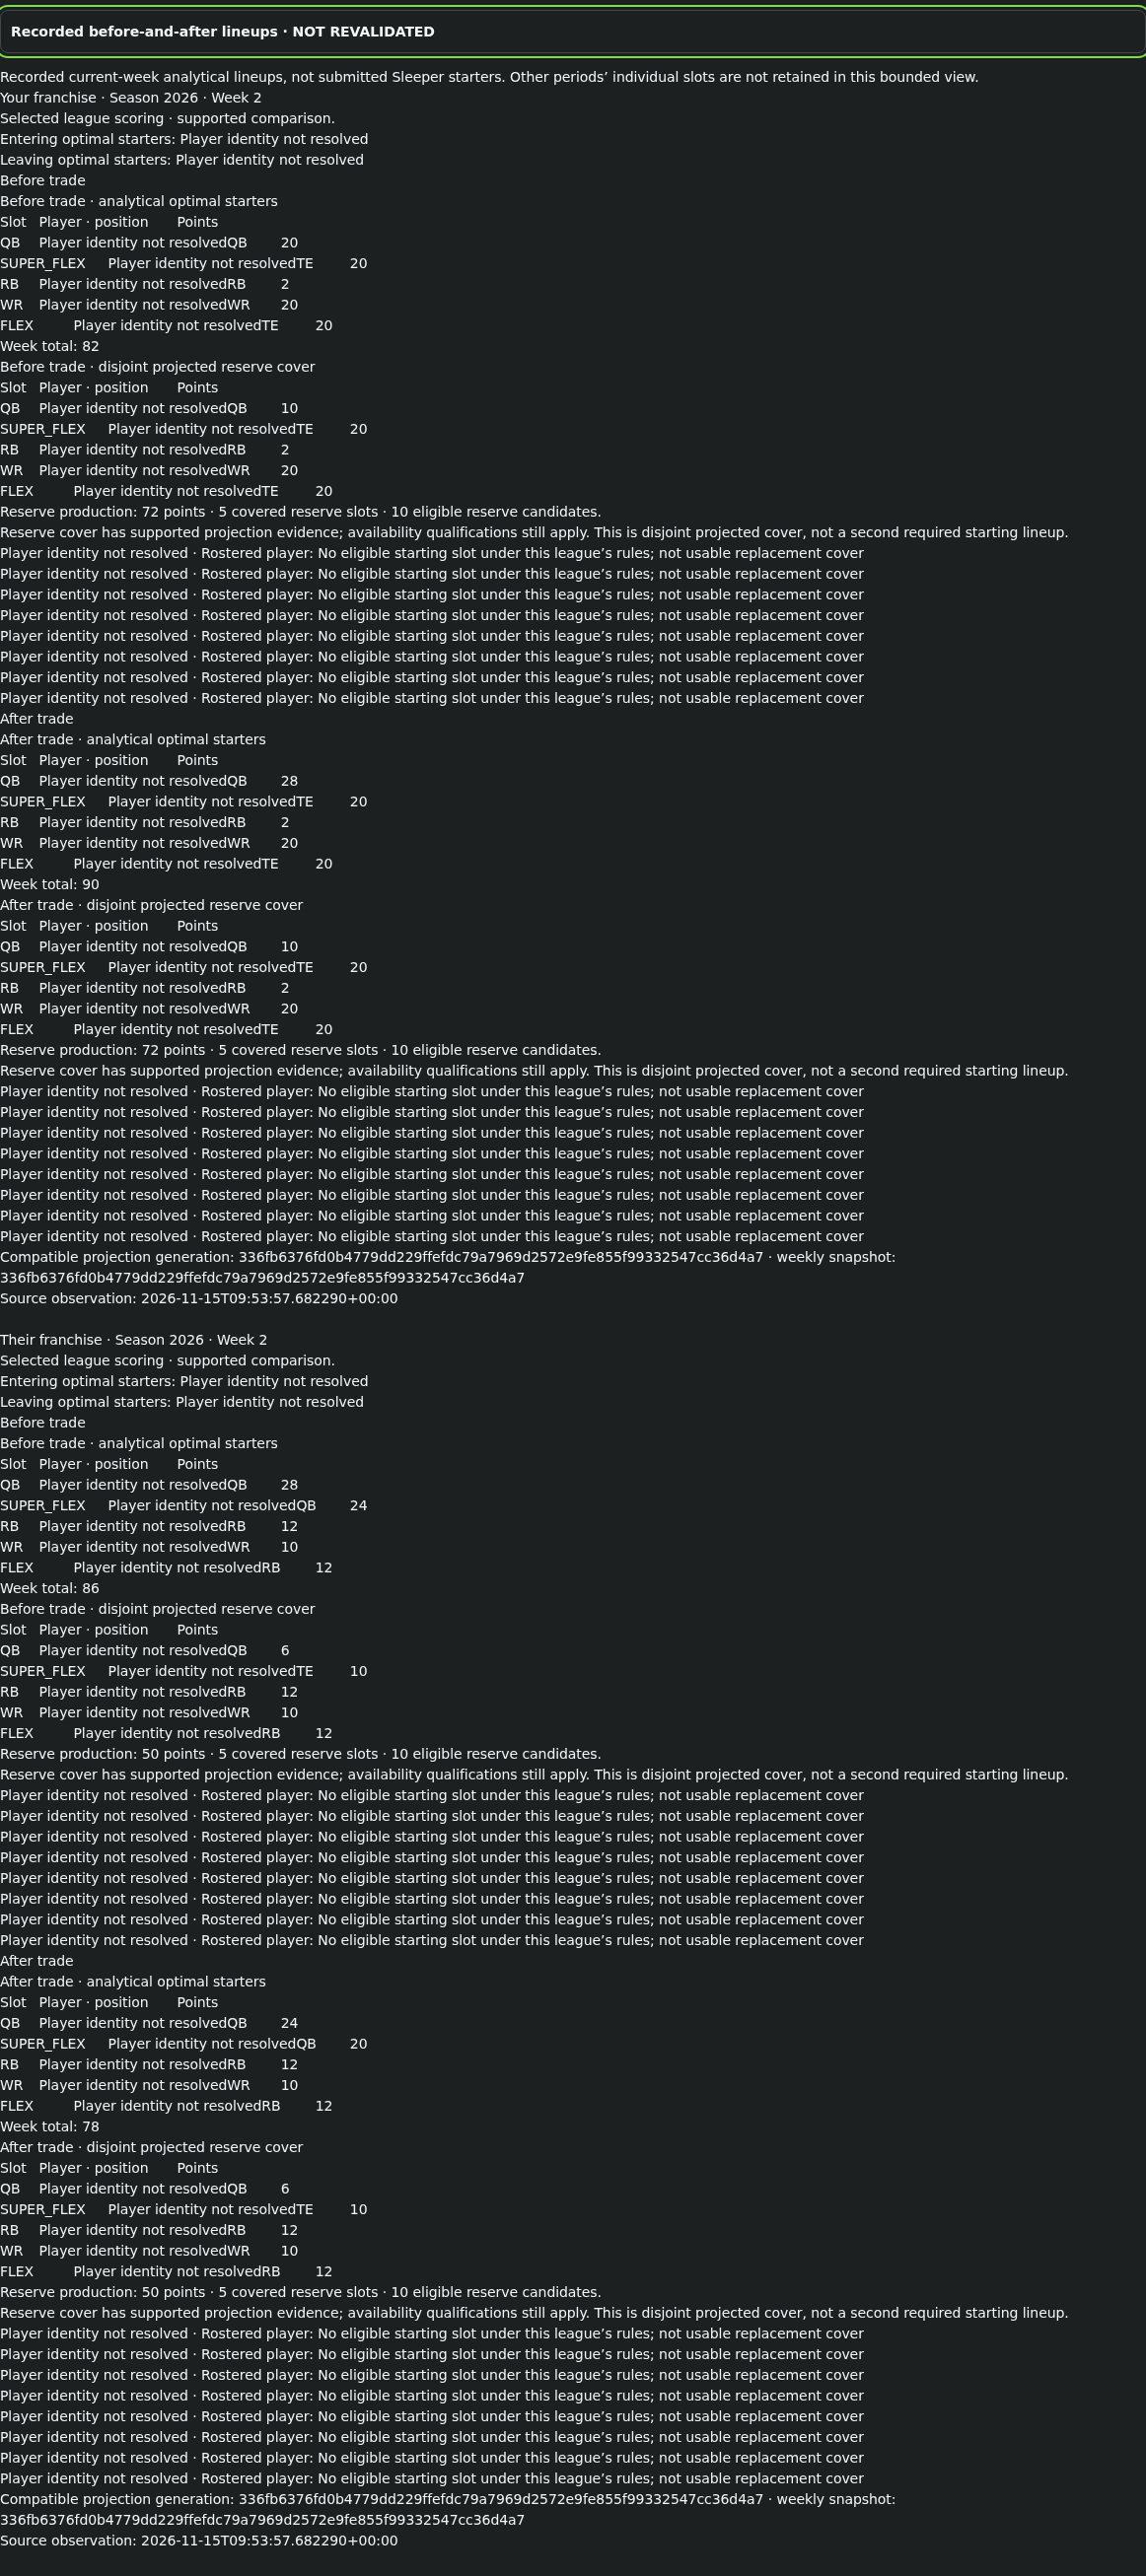 Recorded before-and-after lineups · NOT REVALIDATED
Recorded current-week analytical lineups, not submitted Sleeper starters. Other periods’ individual slots are not retained in this bounded view.
Your franchise · Season 2026 · Week 2
Selected league scoring · supported comparison.
Entering optimal starters: Player identity not resolved
Leaving optimal starters: Player identity not resolved
Before trade
Before trade · analytical optimal starters
Slot Player · position Points
QB Player identity not resolvedQB 20
SUPER_FLEX Player identity not resolvedTE 20
RB Player identity not resolvedRB 2
WR Player identity not resolvedWR 20
FLEX Player identity not resolvedTE 20
Week total: 82
Before trade · disjoint projected reserve cover
Slot Player · position Points
QB Player identity not resolvedQB 10
SUPER_FLEX Player identity not resolvedTE 20
RB Player identity not resolvedRB 2
WR Player identity not resolvedWR 20
FLEX Player identity not resolvedTE 20
Reserve production: 72 points · 5 covered reserve slots · 10 eligible reserve candidates.
Reserve cover has supported projection evidence; availability qualifications still apply. This is disjoint projected cover, not a second required starting lineup.
Player identity not resolved · Rostered player: No eligible starting slot under this league’s rules; not usable replacement cover
Player identity not resolved · Rostered player: No eligible starting slot under this league’s rules; not usable replacement cover
Player identity not resolved · Rostered player: No eligible starting slot under this league’s rules; not usable replacement cover
Player identity not resolved · Rostered player: No eligible starting slot under this league’s rules; not usable replacement cover
Player identity not resolved · Rostered player: No eligible starting slot under this league’s rules; not usable replacement cover
Player identity not resolved · Rostered player: No eligible starting slot under this league’s rules; not usable replacement cover
Player identity not resolved · Rostered player: No eligible starting slot under this league’s rules; not usable replacement cover
Player identity not resolved · Rostered player: No eligible starting slot under this league’s rules; not usable replacement cover
After trade
After trade · analytical optimal starters
Slot Player · position Points
QB Player identity not resolvedQB 28
SUPER_FLEX Player identity not resolvedTE 20
RB Player identity not resolvedRB 2
WR Player identity not resolvedWR 20
FLEX Player identity not resolvedTE 20
Week total: 90
After trade · disjoint projected reserve cover
Slot Player · position Points
QB Player identity not resolvedQB 10
SUPER_FLEX Player identity not resolvedTE 20
RB Player identity not resolvedRB 2
WR Player identity not resolvedWR 20
FLEX Player identity not resolvedTE 20
Reserve production: 72 points · 5 covered reserve slots · 10 eligible reserve candidates.
Reserve cover has supported projection evidence; availability qualifications still apply. This is disjoint projected cover, not a second required starting lineup.
Player identity not resolved · Rostered player: No eligible starting slot under this league’s rules; not usable replacement cover
Player identity not resolved · Rostered player: No eligible starting slot under this league’s rules; not usable replacement cover
Player identity not resolved · Rostered player: No eligible starting slot under this league’s rules; not usable replacement cover
Player identity not resolved · Rostered player: No eligible starting slot under this league’s rules; not usable replacement cover
Player identity not resolved · Rostered player: No eligible starting slot under this league’s rules; not usable replacement cover
Player identity not resolved · Rostered player: No eligible starting slot under this league’s rules; not usable replacement cover
Player identity not resolved · Rostered player: No eligible starting slot under this league’s rules; not usable replacement cover
Player identity not resolved · Rostered player: No eligible starting slot under this league’s rules; not usable replacement cover
Compatible projection generation: 336fb6376fd0b4779dd229ffefdc79a7969d2572e9fe855f99332547cc36d4a7 · weekly snapshot:
336fb6376fd0b4779dd229ffefdc79a7969d2572e9fe855f99332547cc36d4a7
Source observation: 2026-11-15T09:53:57.682290+00:00
Their franchise · Season 2026 · Week 2
Selected league scoring · supported comparison.
Entering optimal starters: Player identity not resolved
Leaving optimal starters: Player identity not resolved
Before trade
Before trade · analytical optimal starters
Slot Player · position Points
QB Player identity not resolvedQB 28
SUPER_FLEX Player identity not resolvedQB 24
RB Player identity not resolvedRB 12
WR Player identity not resolvedWR 10
FLEX Player identity not resolvedRB 12
Week total: 86
Before trade · disjoint projected reserve cover
Slot Player · position Points
QB Player identity not resolvedQB 6
SUPER_FLEX Player identity not resolvedTE 10
RB Player identity not resolvedRB 12
WR Player identity not resolvedWR 10
FLEX Player identity not resolvedRB 12
Reserve production: 50 points · 5 covered reserve slots · 10 eligible reserve candidates.
Reserve cover has supported projection evidence; availability qualifications still apply. This is disjoint projected cover, not a second required starting lineup.
Player identity not resolved · Rostered player: No eligible starting slot under this league’s rules; not usable replacement cover
Player identity not resolved · Rostered player: No eligible starting slot under this league’s rules; not usable replacement cover
Player identity not resolved · Rostered player: No eligible starting slot under this league’s rules; not usable replacement cover
Player identity not resolved · Rostered player: No eligible starting slot under this league’s rules; not usable replacement cover
Player identity not resolved · Rostered player: No eligible starting slot under this league’s rules; not usable replacement cover
Player identity not resolved · Rostered player: No eligible starting slot under this league’s rules; not usable replacement cover
Player identity not resolved · Rostered player: No eligible starting slot under this league’s rules; not usable replacement cover
Player identity not resolved · Rostered player: No eligible starting slot under this league’s rules; not usable replacement cover
After trade
After trade · analytical optimal starters
Slot Player · position Points
QB Player identity not resolvedQB 24
SUPER_FLEX Player identity not resolvedQB 20
RB Player identity not resolvedRB 12
WR Player identity not resolvedWR 10
FLEX Player identity not resolvedRB 12
Week total: 78
After trade · disjoint projected reserve cover
Slot Player · position Points
QB Player identity not resolvedQB 6
SUPER_FLEX Player identity not resolvedTE 10
RB Player identity not resolvedRB 12
WR Player identity not resolvedWR 10
FLEX Player identity not resolvedRB 12
Reserve production: 50 points · 5 covered reserve slots · 10 eligible reserve candidates.
Reserve cover has supported projection evidence; availability qualifications still apply. This is disjoint projected cover, not a second required starting lineup.
Player identity not resolved · Rostered player: No eligible starting slot under this league’s rules; not usable replacement cover
Player identity not resolved · Rostered player: No eligible starting slot under this league’s rules; not usable replacement cover
Player identity not resolved · Rostered player: No eligible starting slot under this league’s rules; not usable replacement cover
Player identity not resolved · Rostered player: No eligible starting slot under this league’s rules; not usable replacement cover
Player identity not resolved · Rostered player: No eligible starting slot under this league’s rules; not usable replacement cover
Player identity not resolved · Rostered player: No eligible starting slot under this league’s rules; not usable replacement cover
Player identity not resolved · Rostered player: No eligible starting slot under this league’s rules; not usable replacement cover
Player identity not resolved · Rostered player: No eligible starting slot under this league’s rules; not usable replacement cover
Compatible projection generation: 336fb6376fd0b4779dd229ffefdc79a7969d2572e9fe855f99332547cc36d4a7 · weekly snapshot:
336fb6376fd0b4779dd229ffefdc79a7969d2572e9fe855f99332547cc36d4a7
Source observation: 2026-11-15T09:53:57.682290+00:00